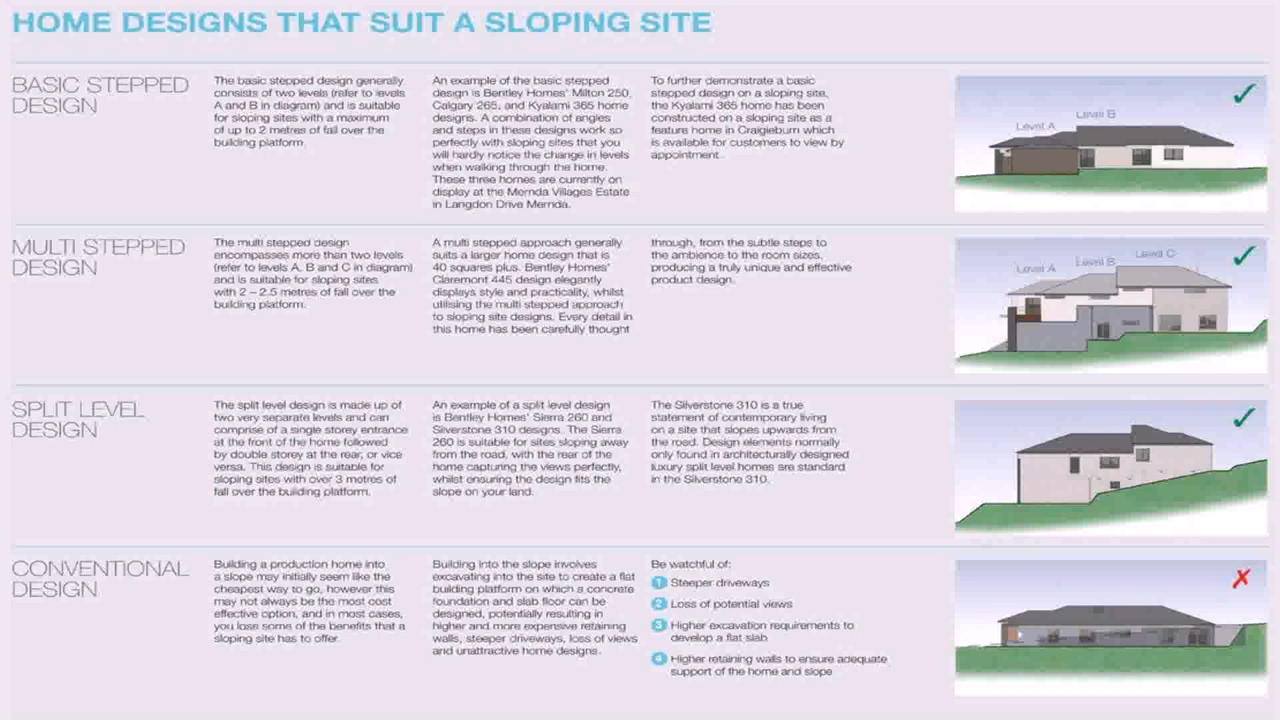 HOME DESIGNS THAT SUIT A SLOPING SITE
BASIC STEPPED
DESIGN
The basic stepped design generally
consists of two levels (refer to levels
A and B in diagram) and is suitable
for sloping sites with a maximum
of up to 2 metres of fall over the
building platform.
An example of the basic stepped
design is Bentley Homes' Milton 250,
Calgary 265, and Kyalami 365 home
designs. A combination of angles
and steps in these designs work so
perfectly with sloping sites that you
will hardly notice the change in levels
when walking through the home.
These three homes are currently on
display at the Mernda Villages Estate
in Langdon Drive Mernda.
To further demonstrate a basic
stepped design on a sloping site,
the Kyalami 365 home has been
constructed on a sloping site as a
feature home in Craigieburn which
is available for customers to view by
appointment.
Level A
Level B
MULTI STEPPED
DESIGN
The multi stepped design
encompasses more than two levels
(refer to levels A, B and C in diagram)
and is suitable for sloping sites
with 2 – 2.5 metres of fall over the
building platform.
A multi stepped approach generally
suits a larger home design that is
40 squares plus. Bentley Homes'
Claremont 445 design elegantly
displays style and practicality, whilst
utilising the multi stepped approach
to sloping site designs. Every detail in
this home has been carefully thought
through, from the subtle steps to
the ambience to the room sizes,
producing a truly unique and effective
product design.
Level A
Level B
Level C
SPLIT LEVEL
DESIGN
The split level design is made up of
two very separate levels and can
comprise of a single storey entrance
at the front of the home followed
by double storey at the rear, or vice
versa. This design is suitable for
sloping sites with over 3 metres of
fall over the building platform.
An example of a split level design
is Bentley Homes' Sierra 260 and
Silverstone 310 designs. The Sierra
260 is suitable for sites sloping away
from the road, with the rear of the
home capturing the views perfectly,
whilst ensuring the design fits the
slope on your land.
The Silverstone 310 is a true
statement of contemporary living
on a site that slopes upwards from
the road. Design elements normally
only found in architecturally designed
luxury split level homes are standard
in the Silverstone 310.
CONVENTIONAL
DESIGN
Building a production home into
a slope may initially seem like the
cheapest way to go, however this
may not always be the most cost
effective option, and in most cases,
you lose some of the benefits that a
sloping site has to offer.
Building into the slope involves
excavating into the site to create a flat
building platform on which a concrete
foundation and slab floor can be
designed, potentially resulting in
higher and more expensive retaining
walls, steeper driveways, loss of views
and unattractive home designs.
Be watchful of:
1 Steeper driveways
2 Loss of potential views
3 Higher excavation requirements to
develop a flat slab
4 Higher retaining walls to ensure adequate
support of the home and slope